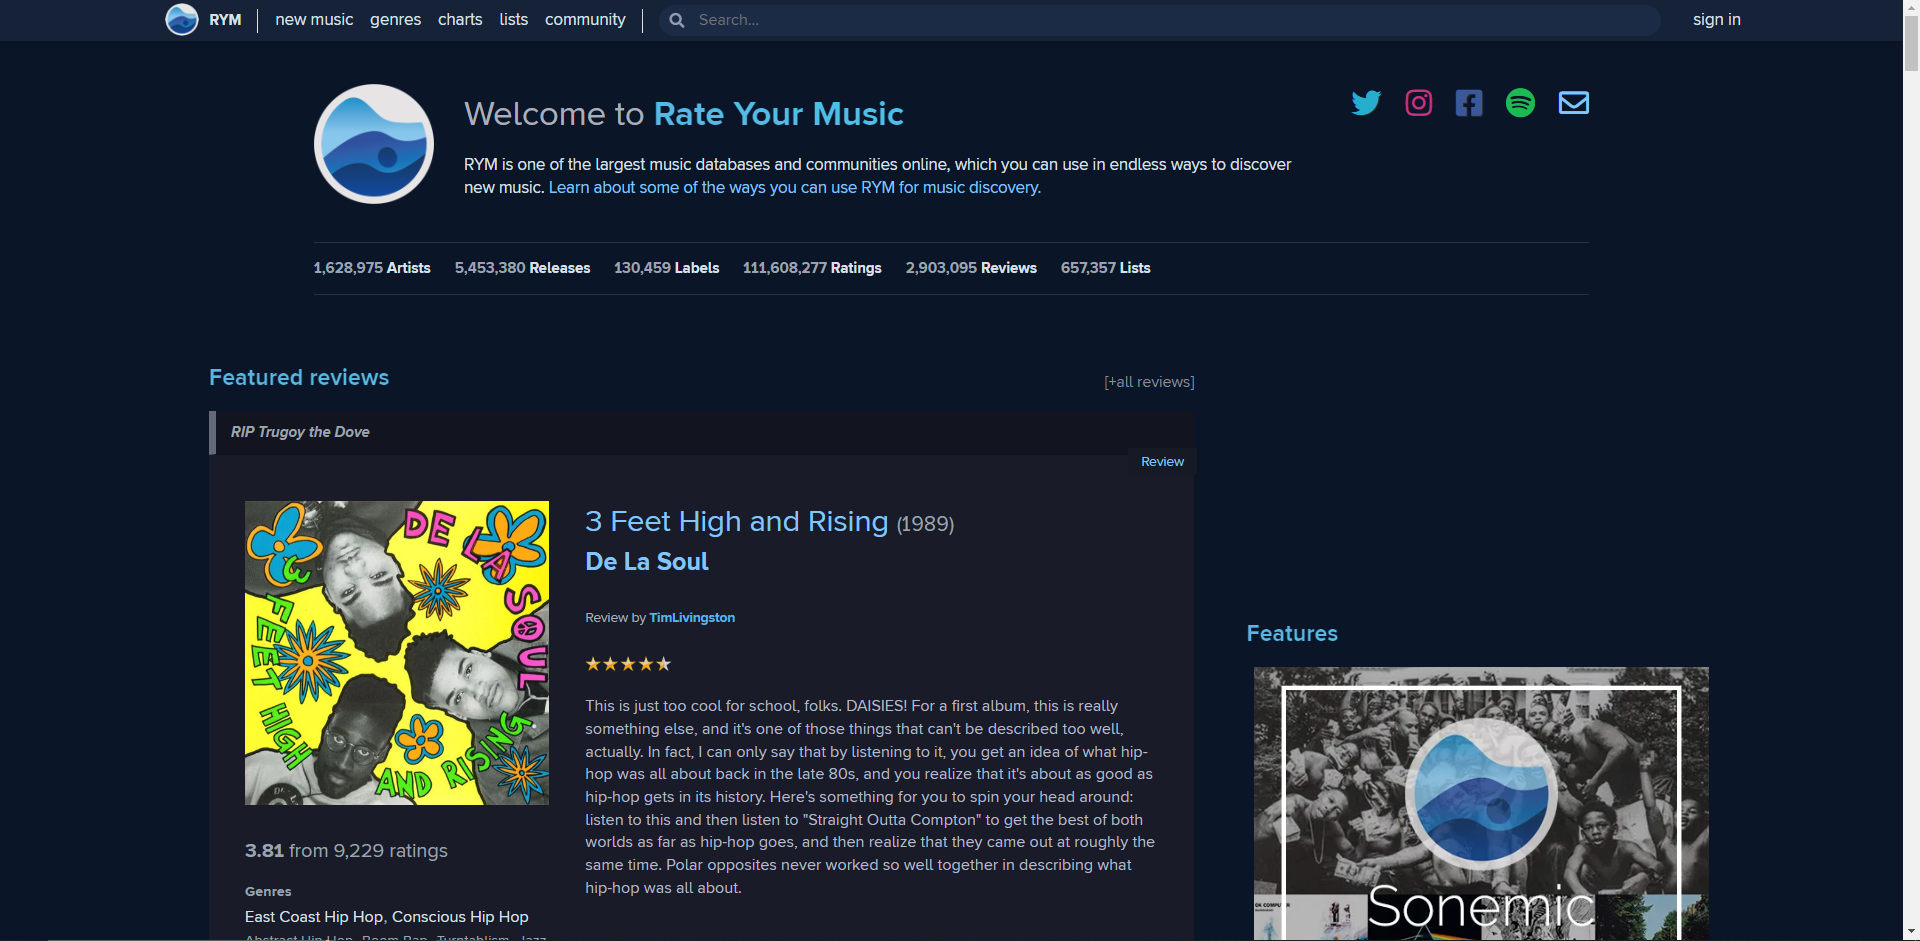 RYM
new music genres charts lists community
Search...
sign in
Welcome to Rate Your Music
RYM is one of the largest music databases and communities online, which you can use in endless ways to discover
new music. Learn about some of the ways you can use RYM for music discovery.
1,628,975 Artists 5,453,380 Releases 130,459 Labels 111,608,277 Ratings 2,903,095 Reviews 657,357 Lists
Featured reviews
[+all reviews]
RIP Trugoy the Dove
Review
DE LA SOUL
3 FEET HIGH AND RISING
3.81 from 9,229 ratings
Genres
East Coast Hip Hop, Conscious Hip Hop
Abstract Hip Hop, Boom Bap, Turntablism, Jazz
3 Feet High and Rising (1989)
De La Soul
Review by TimLivingston
This is just too cool for school, folks. DAISIES! For a first album, this is really
something else, and it's one of those things that can't be described too well,
actually. In fact, I can only say that by listening to it, you get an idea of what hip-
hop was all about back in the late 80s, and you realize that it's about as good as
hip-hop gets in its history. Here's something for you to spin your head around:
listen to this and then listen to "Straight Outta Compton" to get the best of both
worlds as far as hip-hop goes, and then realize that they came out at roughly the
same time. Polar opposites never worked so well together in describing what
hip-hop was all about.
Features
Sonemic